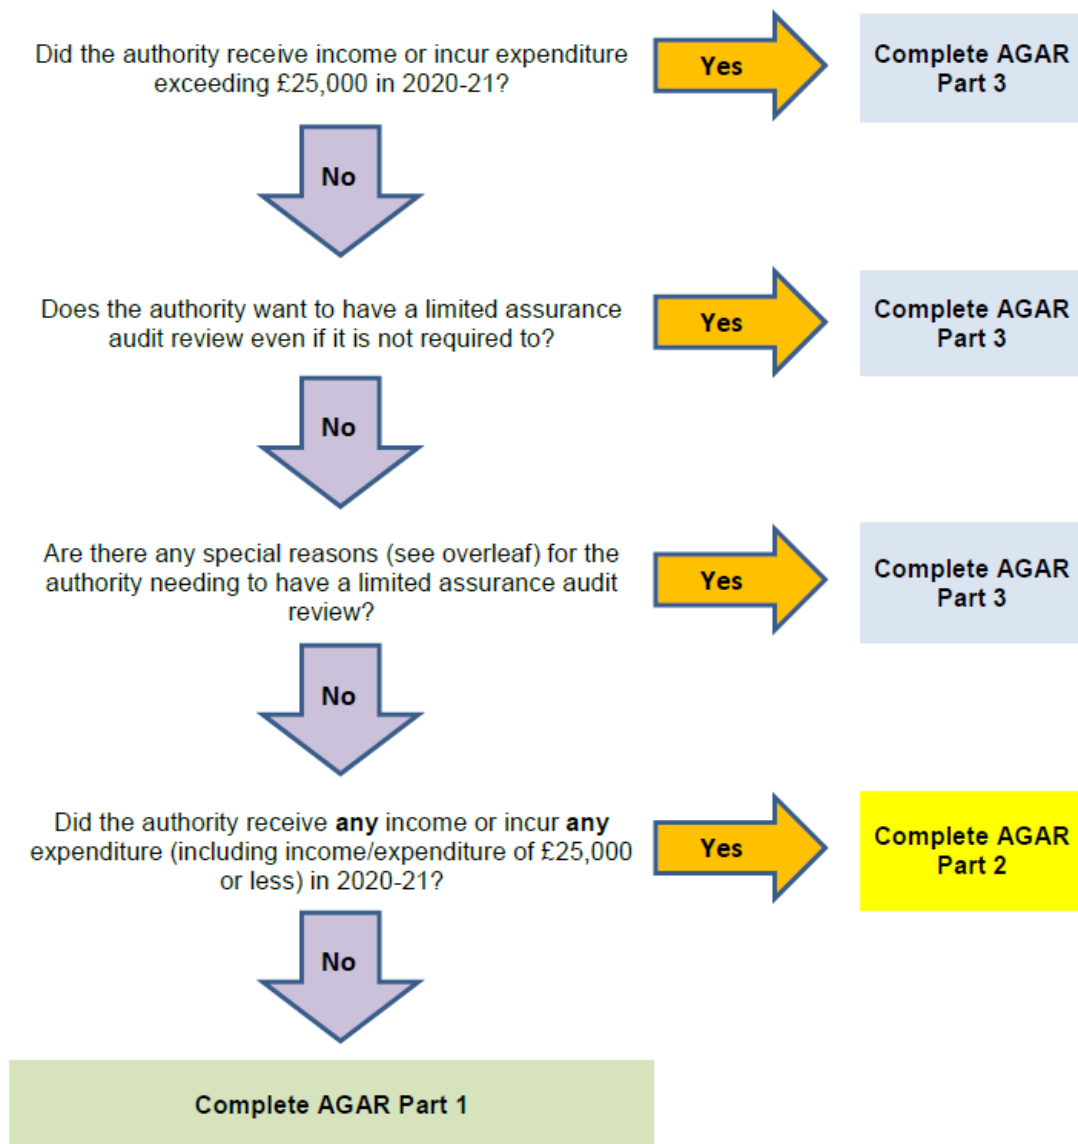 Did the authority receive income or incur expenditure
exceeding £25,000 in 2020-21?
Yes
Complete AGAR
Part 3
No
Does the authority want to have a limited assurance
audit review even if it is not required to?
Yes
Complete AGAR
Part 3
No
Are there any special reasons (see overleaf) for the
authority needing to have a limited assurance audit
review?
Yes
Complete AGAR
Part 3
No
Did the authority receive any income or incur any
expenditure (including income/expenditure of £25,000
or less) in 2020-21?
Yes
Complete AGAR
Part 2
No
Complete AGAR Part 1